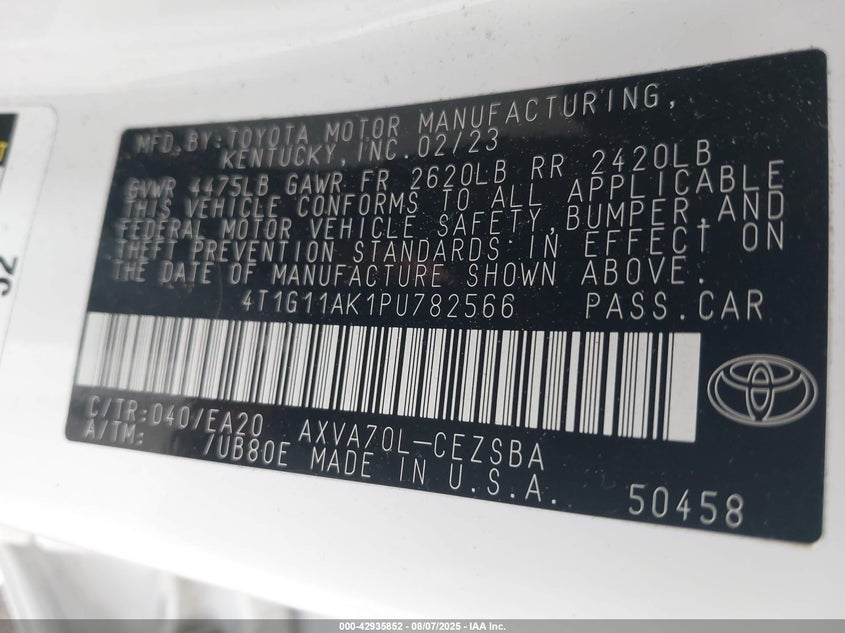 MFD.BY:TOYOTA MOTOR MANUFACTURING,
KENTUCKY,INC.02/23
GVWR 4475LB GAWR FR 2620LB RR 2420LB
THIS VEHICLE CONFORMS TO ALL APPLICABLE
FEDERAL MOTOR VEHICLE SAFETY,BUMPER,AND
THEFT PREVENTION STANDARDS IN EFFECT ON
THE DATE OF MANUFACTURE SHOWN ABOVE.
4T1G11AK1PU782566 PASS.CAR
C/TR:040/EA20 AXVA70L-CEZSBA
A/TM: /UB80E MADE IN U.S.A.
50458
000-42935852 - 08/07/2025 - IAA Inc.